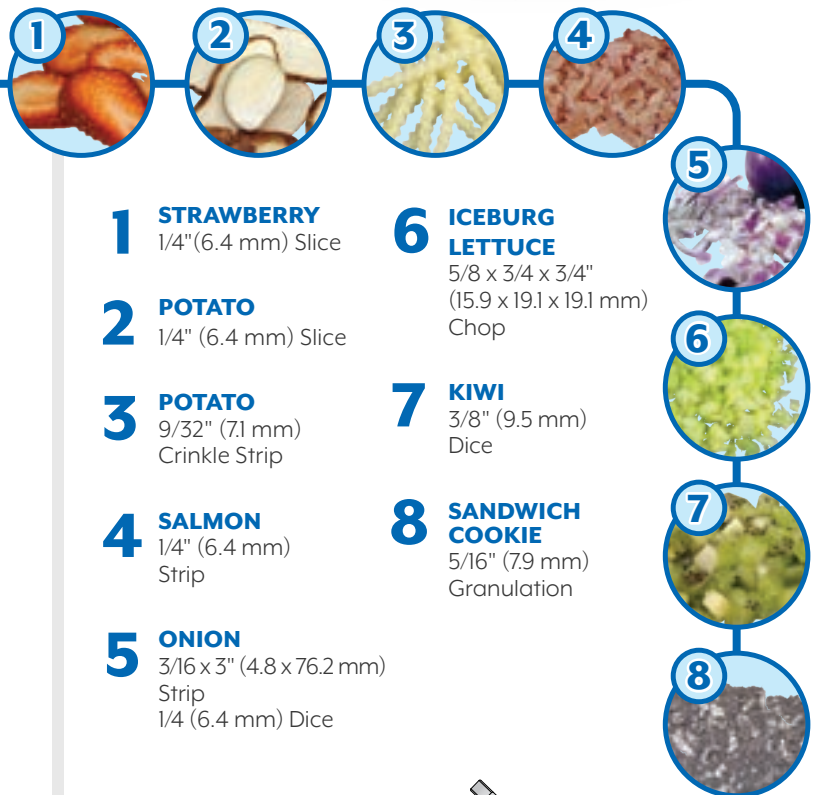 1
2
3
4
5
6
7
8
1
STRAWBERRY
1/4"(6.4 mm) Slice
2
POTATO
1/4" (6.4 mm) Slice
3
POTATO
9/32" (7.1 mm)
Crinkle Strip
4
SALMON
1/4" (6.4 mm)
Strip
5
ONION
3/16 x 3" (4.8 x 76.2 mm)
Strip
1/4 (6.4 mm) Dice
6
ICEBURG
LETTUCE
5/8 x 3/4 x 3/4"
(15.9 x 19.1 x 19.1 mm)
Chop
7
KIWI
3/8" (9.5 mm)
Dice
8
SANDWICH
COOKIE
5/16" (7.9 mm)
Granulation